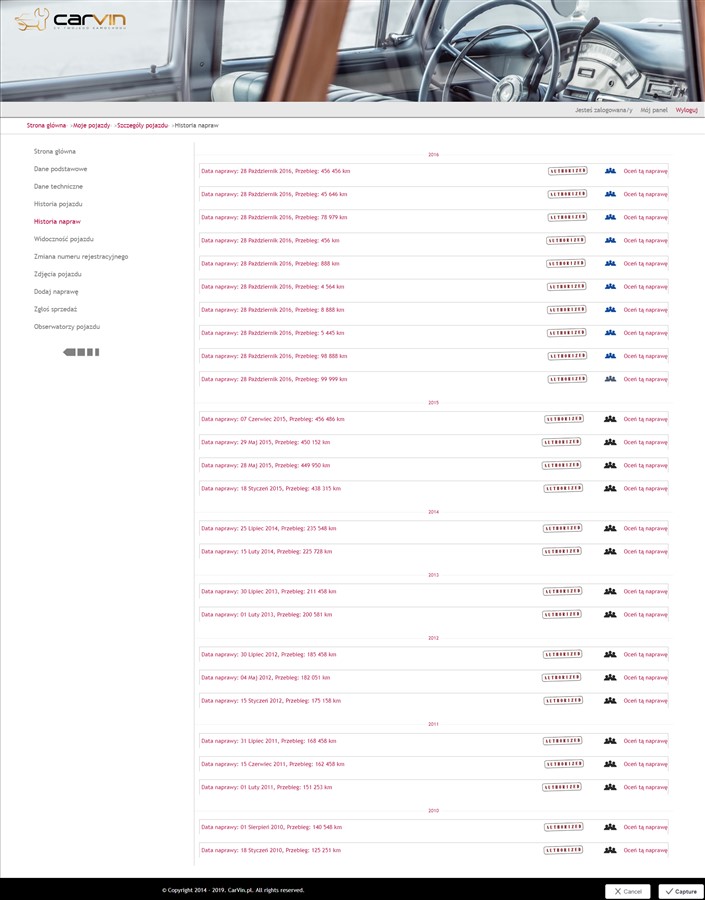 carvin
Jesteś zalogowana/y Mój panel Wyloguj
Strona główna >Moje pojazdy >Szczegóły pojazdu >Historia napraw
Strona główna
Dane podstawowe
Dane techniczne
Historia pojazdu
Historia napraw
Widoczność pojazdu
Zmiana numeru rejestracyjnego
Zdjęcia pojazdu
Dodaj naprawę
Zgłoś sprzedaż
Obserwatorzy pojazdu
2016
Data naprawy: 28 Październik 2016, Przebieg: 456 456 km AUTHORIZED Oceń tą naprawę
Data naprawy: 28 Październik 2016, Przebieg: 45 646 km AUTHORIZED Oceń tą naprawę
Data naprawy: 28 Październik 2016, Przebieg: 78 979 km AUTHORIZED Oceń tą naprawę
Data naprawy: 28 Październik 2016, Przebieg: 456 km AUTHORIZED Oceń tą naprawę
Data naprawy: 28 Październik 2016, Przebieg: 888 km AUTHORIZED Oceń tą naprawę
Data naprawy: 28 Październik 2016, Przebieg: 4 564 km AUTHORIZED Oceń tą naprawę
Data naprawy: 28 Październik 2016, Przebieg: 8 888 km AUTHORIZED Oceń tą naprawę
Data naprawy: 28 Październik 2016, Przebieg: 5 445 km AUTHORIZED Oceń tą naprawę
Data naprawy: 28 Październik 2016, Przebieg: 98 888 km AUTHORIZED Oceń tą naprawę
Data naprawy: 28 Październik 2016, Przebieg: 99 999 km AUTHORIZED Oceń tą naprawę
2015
Data naprawy: 07 Czerwiec 2015, Przebieg: 456 486 km AUTHORIZED Oceń tą naprawę
Data naprawy: 29 Maj 2015, Przebieg: 450 152 km AUTHORIZED Oceń tą naprawę
Data naprawy: 28 Maj 2015, Przebieg: 449 950 km AUTHORIZED Oceń tą naprawę
Data naprawy: 18 Styczeń 2015, Przebieg: 438 315 km AUTHORIZED Oceń tą naprawę
2014
Data naprawy: 25 Lipiec 2014, Przebieg: 235 548 km AUTHORIZED Oceń tą naprawę
Data naprawy: 15 Luty 2014, Przebieg: 225 728 km AUTHORIZED Oceń tą naprawę
2013
Data naprawy: 30 Lipiec 2013, Przebieg: 211 458 km AUTHORIZED Oceń tą naprawę
Data naprawy: 01 Luty 2013, Przebieg: 200 581 km AUTHORIZED Oceń tą naprawę
2012
Data naprawy: 30 Lipiec 2012, Przebieg: 185 458 km AUTHORIZED Oceń tą naprawę
Data naprawy: 04 Maj 2012, Przebieg: 182 051 km AUTHORIZED Oceń tą naprawę
Data naprawy: 15 Styczeń 2012, Przebieg: 175 158 km AUTHORIZED Oceń tą naprawę
2011
Data naprawy: 31 Lipiec 2011, Przebieg: 168 458 km AUTHORIZED Oceń tą naprawę
Data naprawy: 15 Czerwiec 2011, Przebieg: 162 458 km AUTHORIZED Oceń tą naprawę
Data naprawy: 01 Luty 2011, Przebieg: 151 253 km AUTHORIZED Oceń tą naprawę
2010
Data naprawy: 01 Sierpień 2010, Przebieg: 140 548 km AUTHORIZED Oceń tą naprawę
Data naprawy: 18 Styczeń 2010, Przebieg: 125 251 km AUTHORIZED Oceń tą naprawę
© Copyright 2014 - 2019. CarVin.pl. All rights reserved.
Cancel Capture